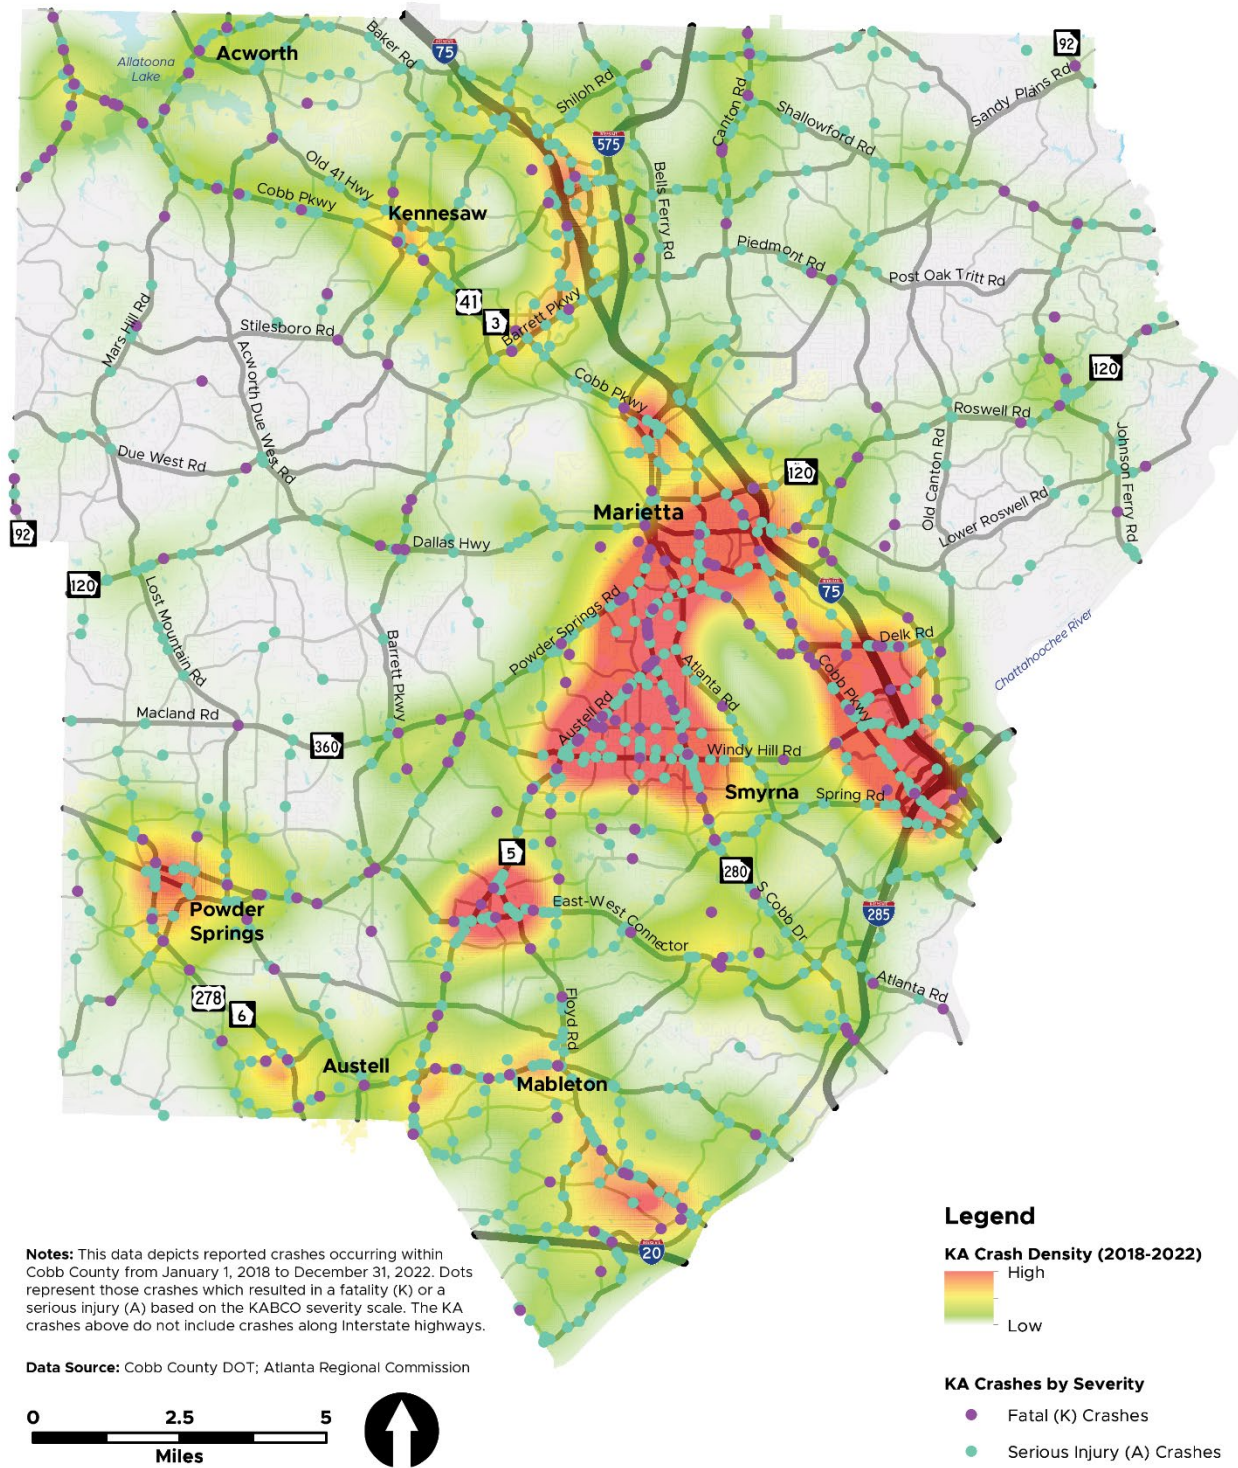 Acworth
Allatoona
Lake
Baker Rd
75
92
Shiloh Rd
Canton Rd
Sandy Plains Rd
Shallowford Rd
575
Old 41 Hwy
Bells Ferry Rd
Cobb Pkwy
Kennesaw
Piedmont Rd
Post Oak Tritt Rd
41
3
Barrett Pkwy
Mars Hill Rd
Stilesboro Rd
Acworth Due West Rd
Cobb Pkwy
120
Roswell Rd
Due West Rd
Old Canton Rd
Johnson Ferry Rd
120
Lower Roswell Rd
Marietta
92
Dallas Hwy
120
75
Lost Mountain Rd
Powder Springs Rd
Delk Rd
Chattahoochee River
Barrett Pkwy
Atlanta Rd
Cobb Pkwy
Austell Rd
Macland Rd
360
Windy Hill Rd
Smyrna
Spring Rd
5
280
S Cobb Dr
East-West Connector
285
Powder
Springs
278
6
Atlanta Rd
Floyd Rd
Austell
Mableton
20
Notes: This data depicts reported crashes occurring within
Cobb County from January 1, 2018 to December 31, 2022. Dots
represent those crashes which resulted in a fatality (K) or a
serious injury (A) based on the KABCO severity scale. The KA
crashes above do not include crashes along Interstate highways.
Data Source: Cobb County DOT; Atlanta Regional Commission
0 2.5 5
Miles
Legend
KA Crash Density (2018-2022)
High
Low
KA Crashes by Severity
Fatal (K) Crashes
Serious Injury (A) Crashes